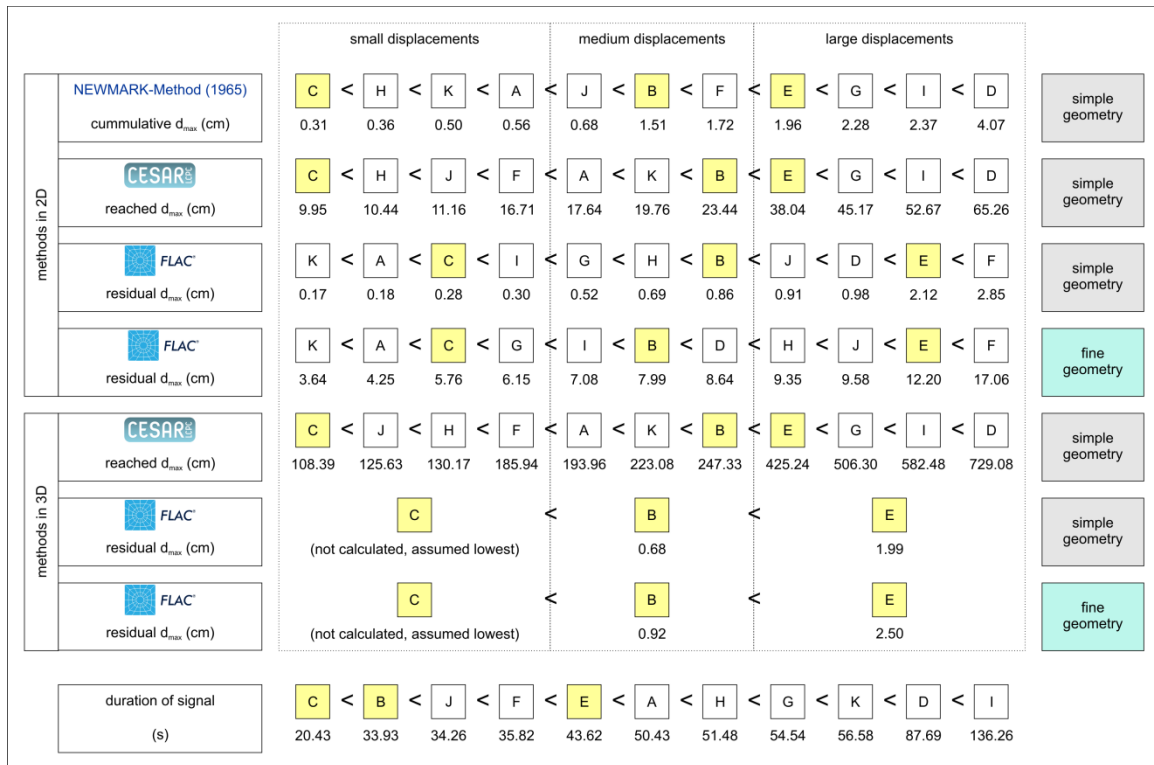 small displacements medium displacements large displacements
methods in 2D
NEWMARK-Method (1965)
cummulative dmax (cm)
C < H < K < A < J < B < F < E < G < I < D
0.31 0.36 0.50 0.56 0.68 1.51 1.72 1.96 2.28 2.37 4.07
simple
geometry
CESAR LCPC
reached dmax (cm)
C < H < J < F < A < K < B < E < G < I < D
9.95 10.44 11.16 16.71 17.64 19.76 23.44 38.04 45.17 52.67 65.26
simple
geometry
FLAC®
residual dmax (cm)
K < A < C < I < G < H < B < J < D < E < F
0.17 0.18 0.28 0.30 0.52 0.69 0.86 0.91 0.98 2.12 2.85
simple
geometry
FLAC®
residual dmax (cm)
K < A < C < G < I < B < D < H < J < E < F
3.64 4.25 5.76 6.15 7.08 7.99 8.64 9.35 9.58 12.20 17.06
fine
geometry
methods in 3D
CESAR LCPC
reached dmax (cm)
C < J < H < F < A < K < B < E < G < I < D
108.39 125.63 130.17 185.94 193.96 223.08 247.33 425.24 506.30 582.48 729.08
simple
geometry
FLAC®
residual dmax (cm)
C < B < E
(not calculated, assumed lowest) 0.68 1.99
simple
geometry
FLAC®
residual dmax (cm)
C < B < E
(not calculated, assumed lowest) 0.92 2.50
fine
geometry
duration of signal
(s)
C < B < J < F < E < A < H < G < K < D < I
20.43 33.93 34.26 35.82 43.62 50.43 51.48 54.54 56.58 87.69 136.26